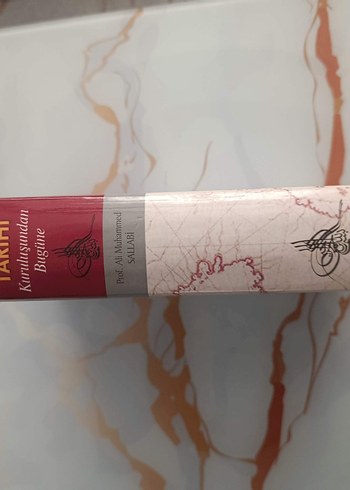 TARİHİ
Kuruluşundan
Bugüne
Prof. Ali Muhammed
SALLABİ